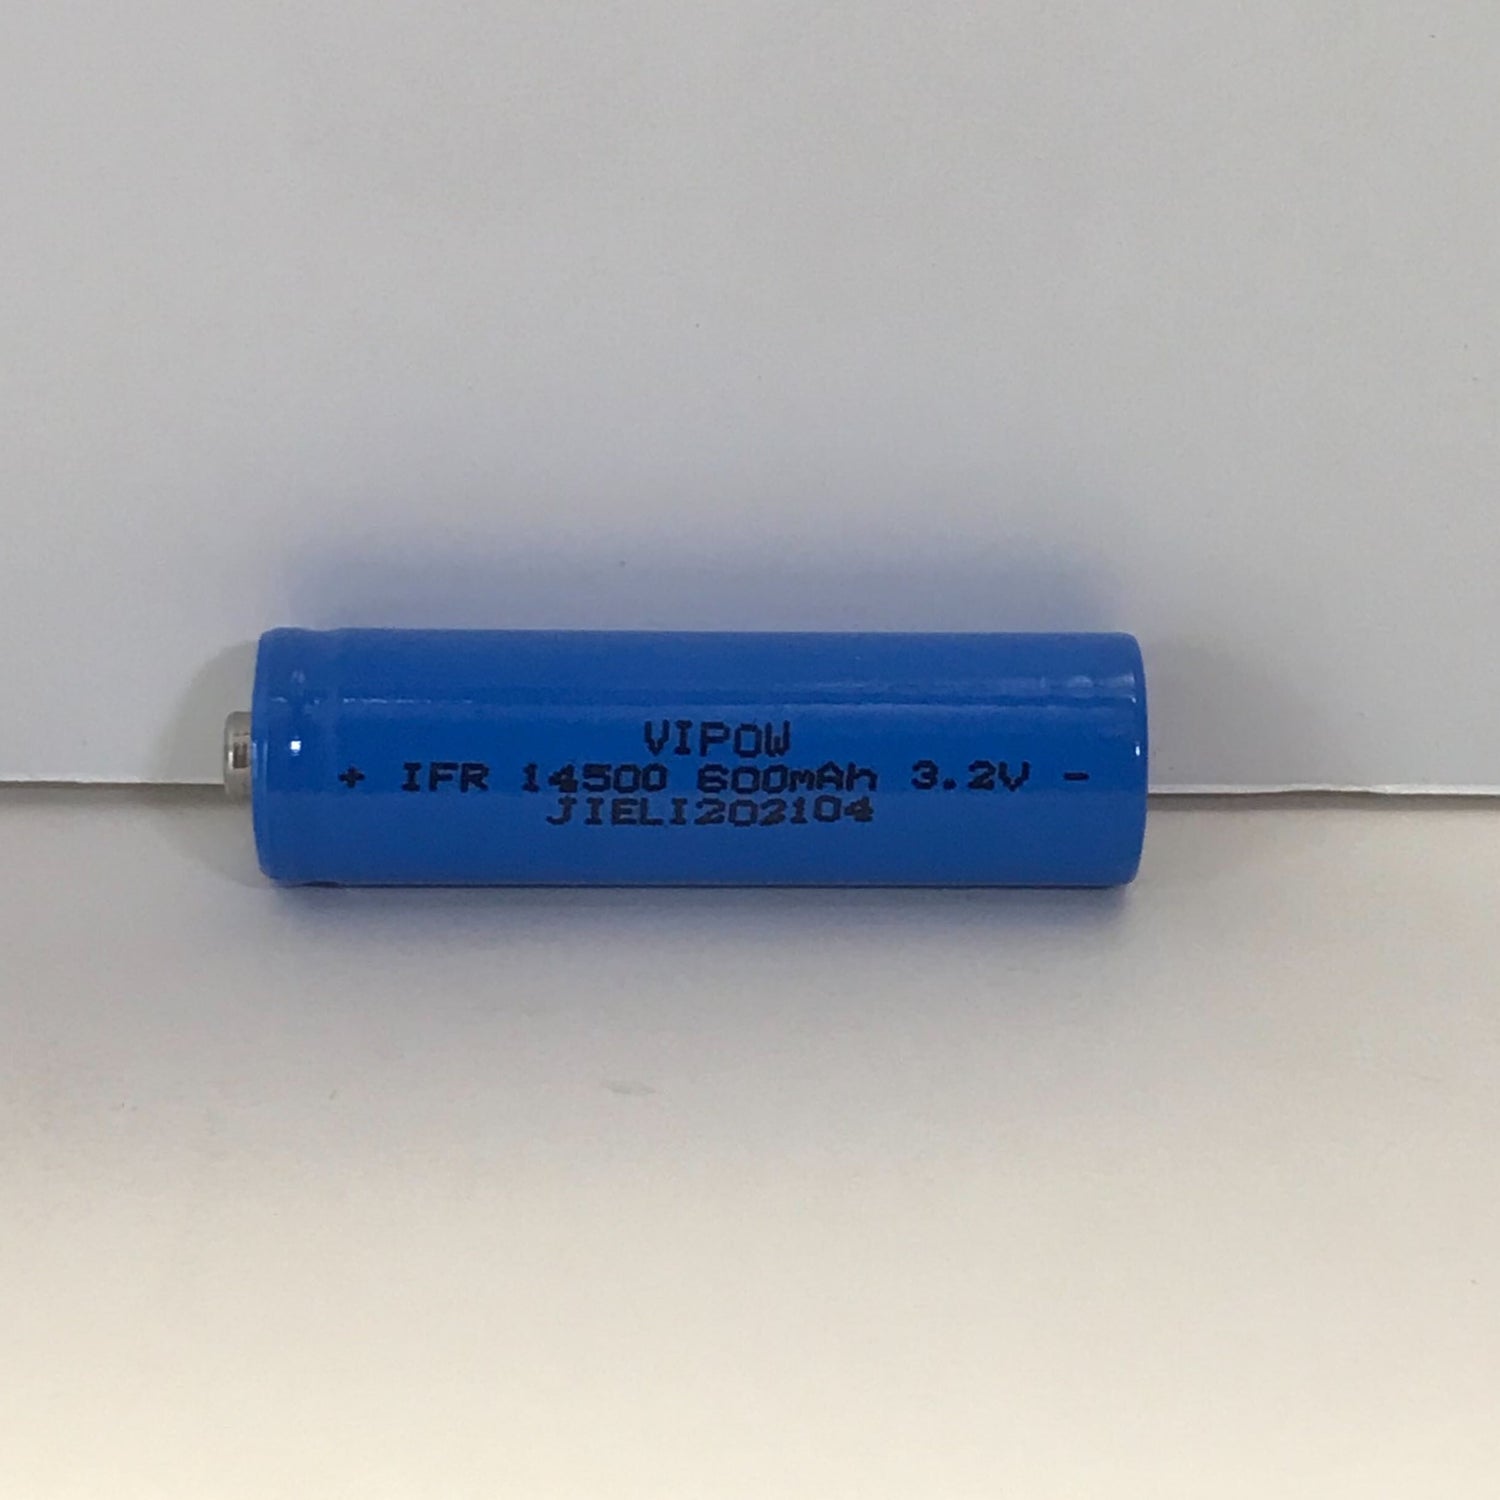 VIPOW
+ IFR 14500 600mAh 3.2V -
JIELI202104